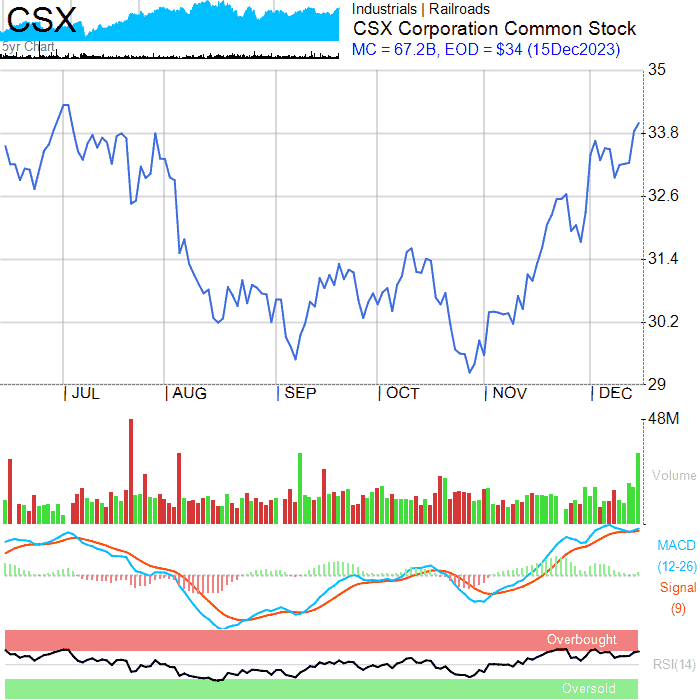 CSX
5yr Chart
Industrials | Railroads
CSX Corporation Common Stock
MC = 67.2B, EOD = $34 (15Dec2023)
35
33.8
32.6
31.4
30.2
29
JUL
AUG
SEP
OCT
NOV
DEC
48M
Volume
MACD
(12-26)
Signal
(9)
Overbought
RSI(14)
Oversold